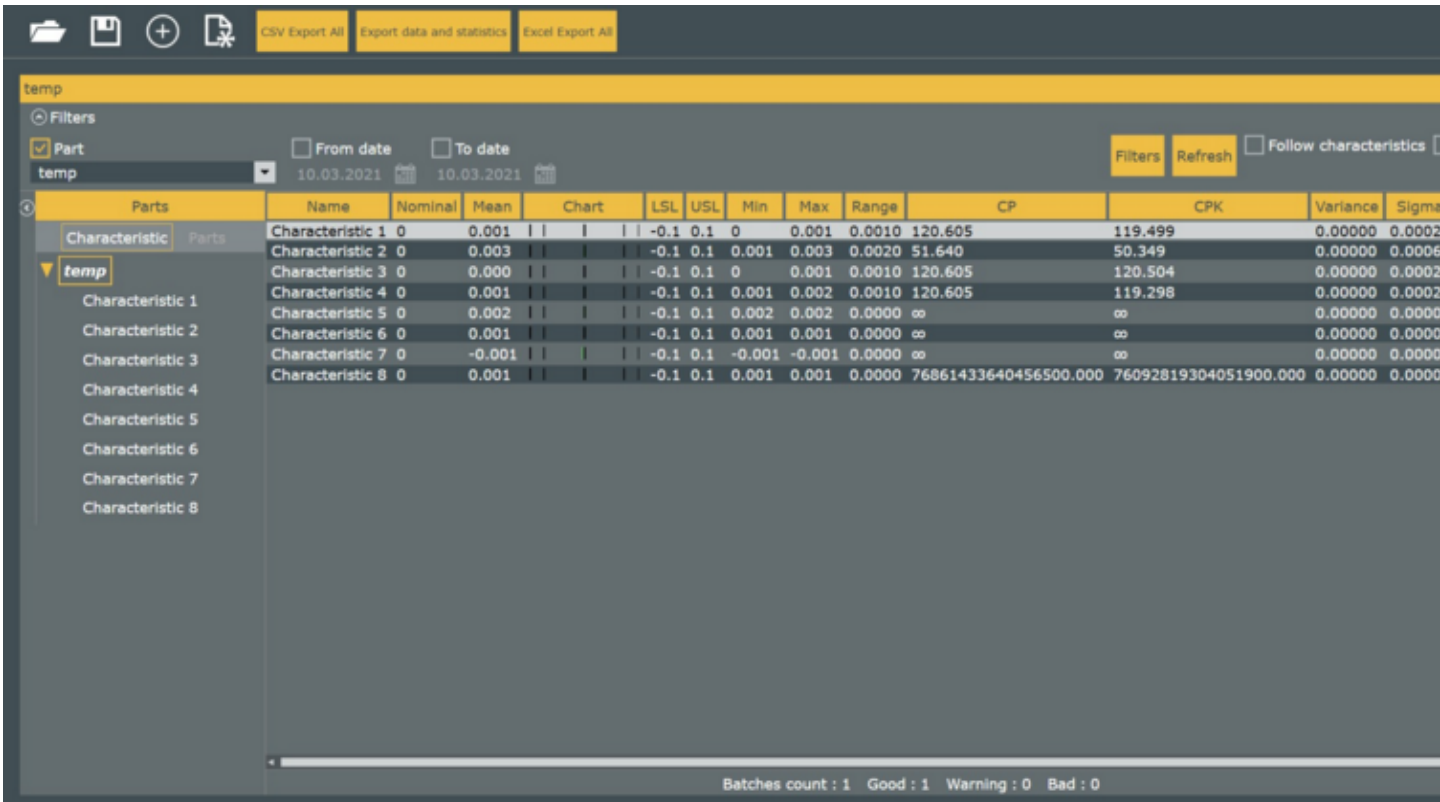 CSV Export All Export data and statistics Excel Export All
temp
Filters
Part From date To date Filters Refresh Follow characteristics
temp 10.03.2021 10.03.2021
Parts Name Nominal Mean Chart LSL USL Min Max Range CP CPK Variance Sigma
Characteristic Parts
temp
Characteristic 1
Characteristic 2
Characteristic 3
Characteristic 4
Characteristic 5
Characteristic 6
Characteristic 7
Characteristic 8
Characteristic 1 0 0.001 -0.1 0.1 0 0.001 0.0010 120.605 119.499 0.00000 0.0002
Characteristic 2 0 0.003 -0.1 0.1 0.001 0.003 0.0020 51.640 50.349 0.00000 0.0006
Characteristic 3 0 0.000 -0.1 0.1 0 0.001 0.0010 120.605 120.504 0.00000 0.0002
Characteristic 4 0 0.001 -0.1 0.1 0.001 0.002 0.0010 120.605 119.298 0.00000 0.0002
Characteristic 5 0 0.002 -0.1 0.1 0.002 0.002 0.0000 ∞ ∞ 0.00000 0.0000
Characteristic 6 0 0.001 -0.1 0.1 0.001 0.001 0.0000 ∞ ∞ 0.00000 0.0000
Characteristic 7 0 -0.001 -0.1 0.1 -0.001 -0.001 0.0000 ∞ ∞ 0.00000 0.0000
Characteristic 8 0 0.001 -0.1 0.1 0.001 0.001 0.0000 76861433640456500.000 76092819304051900.000 0.00000 0.0000
Batches count : 1 Good : 1 Warning : 0 Bad : 0